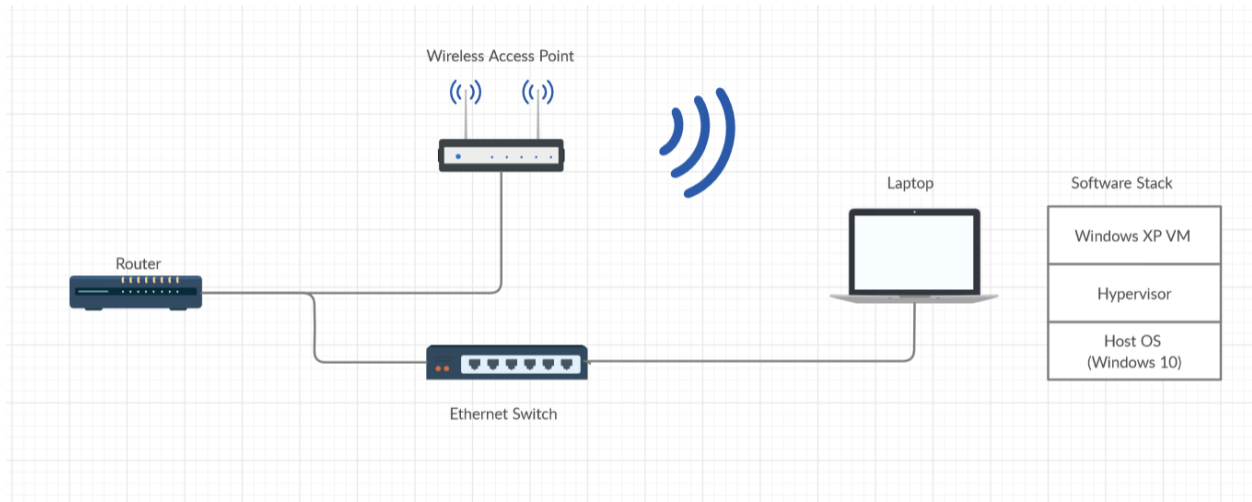 Wireless Access Point
Laptop
Software Stack
Windows XP VM
Router
Hypervisor
Host OS
(Windows 10)
Ethernet Switch